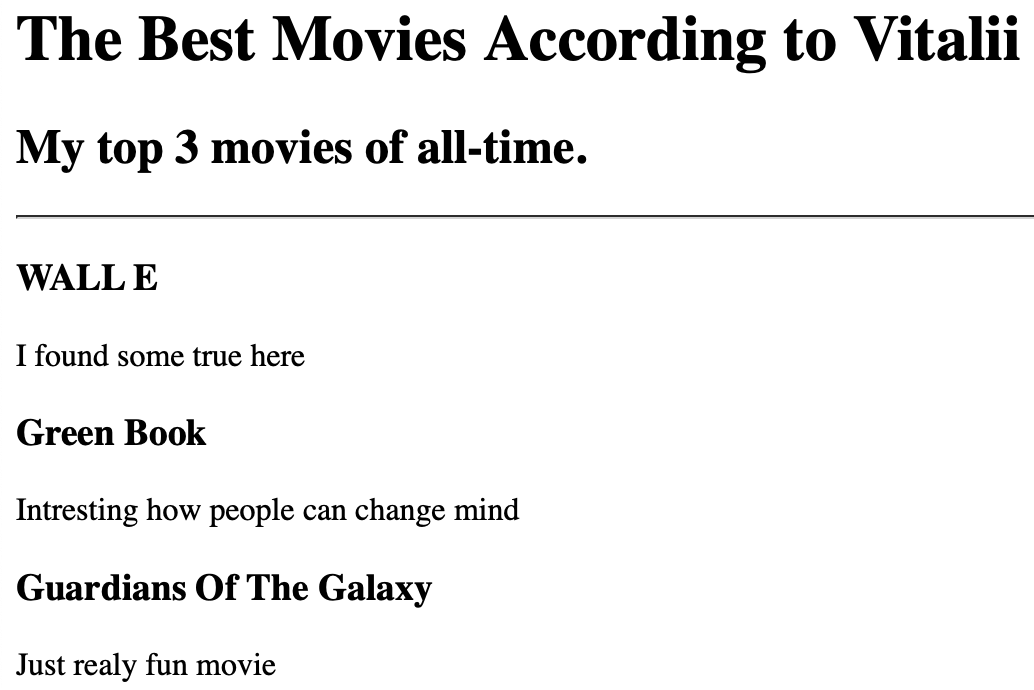 The Best Movies According to Vitalii
My top 3 movies of all-time.
WALL E
I found some true here
Green Book
Intresting how people can change mind
Guardians Of The Galaxy
Just realy fun movie